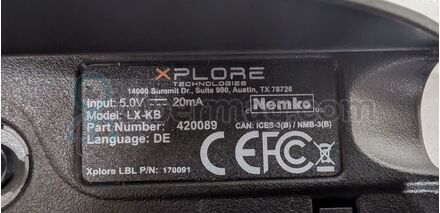 XPLORE
TECHNOLOGIES
14000 Summit Dr., Suite 900, Austin, TX 78728
Input: 5.0V ⎓ 20mA
Model: LX-KB
Part Number: 420089
Language: DE
Nemko
CAN: ICES-3(B) / NMB-3(B)
CE FC
Xplore LBL P/N: 170091